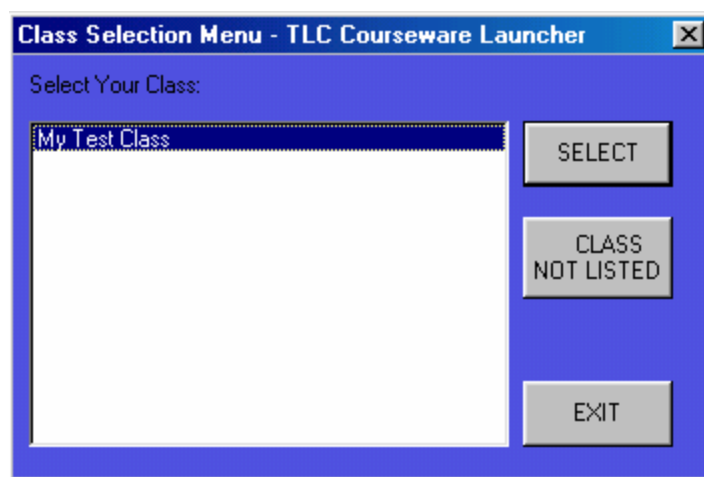 Class Selection Menu - TLC Courseware Launcher
Select Your Class:
My Test Class
SELECT
CLASS
NOT LISTED
EXIT